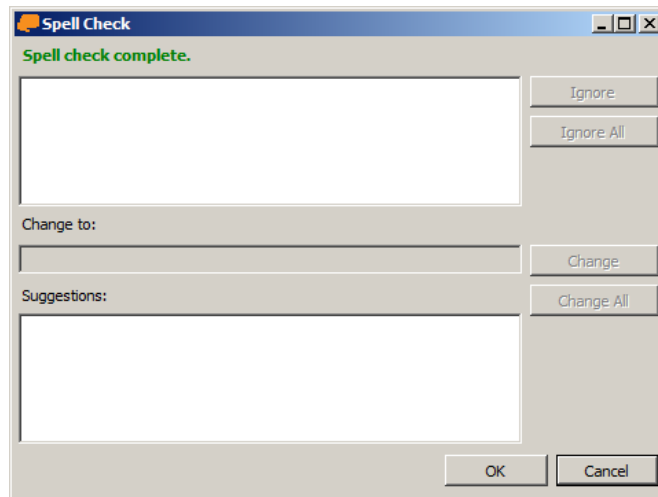 Spell Check
Spell check complete.
Ignore
Ignore All
Change to:
Change
Suggestions:
Change All
OK
Cancel